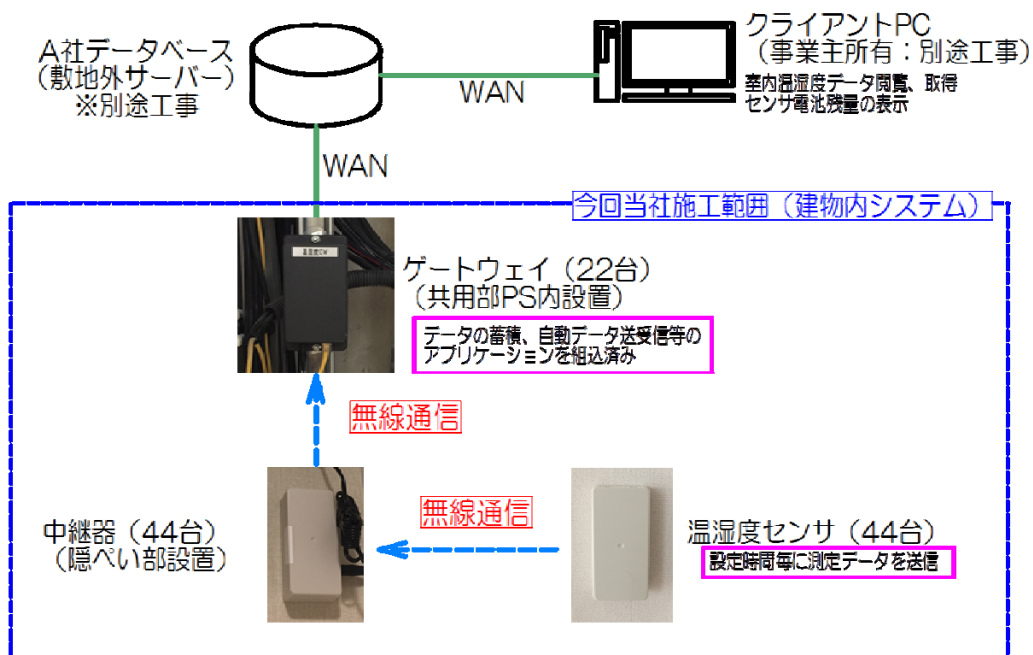 A社データベース
（敷地外サーバー）
※別途工事
WAN
クライアントPC
（事業主所有：別途工事）
室内温湿度データ閲覧、取得
センサ電池残量の表示
WAN
今回当社施工範囲（建物内システム）
温湿度GW
ゲートウェイ（22台）
（共用部PS内設置）
データの蓄積、自動データ送受信等の
アプリケーションを組込済み
無線通信
中継器（44台）
（隠ぺい部設置）
無線通信
温湿度センサ（44台）
設定時間毎に測定データを送信